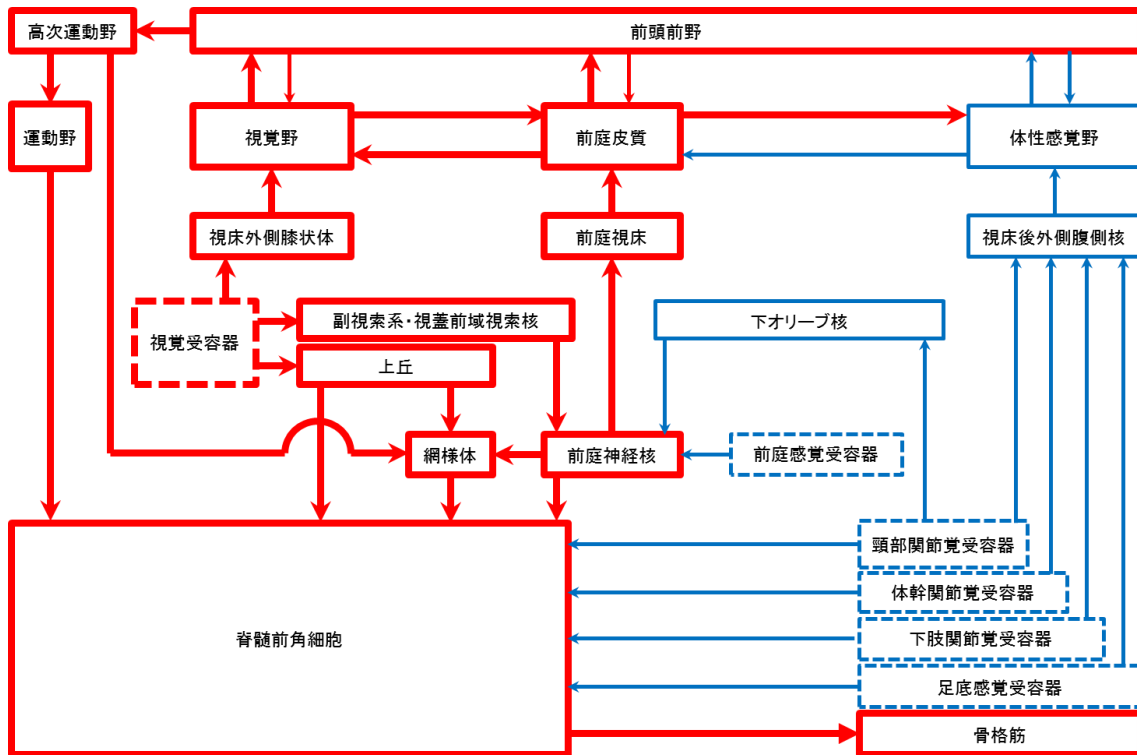 高次運動野
前頭前野
運動野
視覚野
前庭皮質
体性感覚野
視床外側膝状体
前庭視床
視床後外側腹側核
視覚受容器
副視索系・視蓋前域視索核
下オリーブ核
上丘
網様体
前庭神経核
前庭感覚受容器
頸部関節覚受容器
体幹関節覚受容器
脊髄前角細胞
下肢関節覚受容器
足底感覚受容器
骨格筋